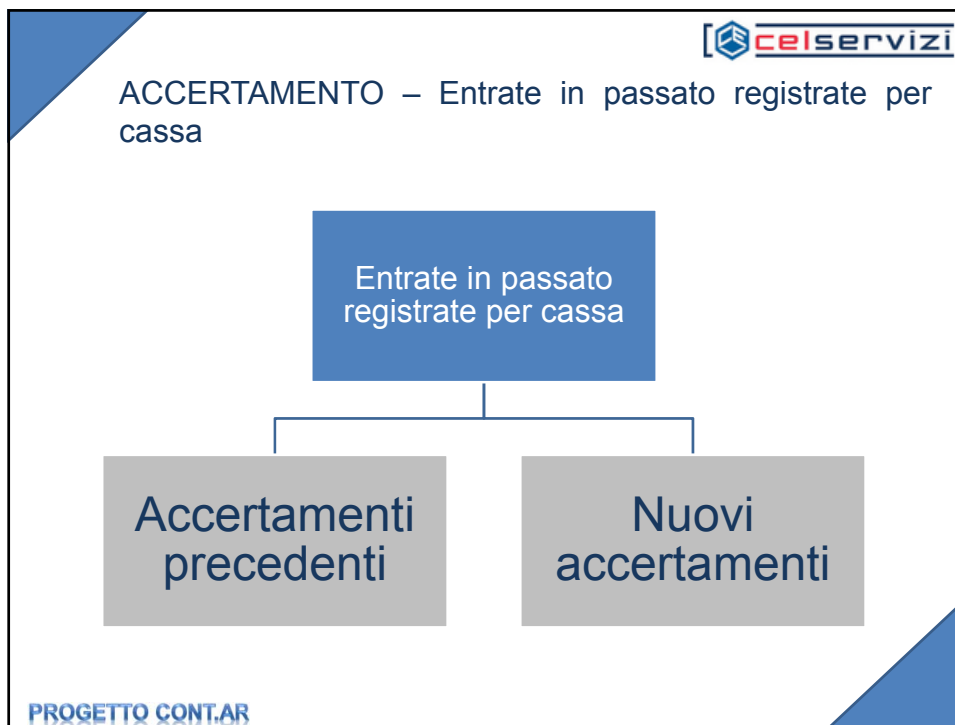 [celservizi
ACCERTAMENTO – Entrate in passato registrate per
cassa
Entrate in passato
registrate per cassa
Accertamenti
precedenti
Nuovi
accertamenti
PROGETTO CONT.AR